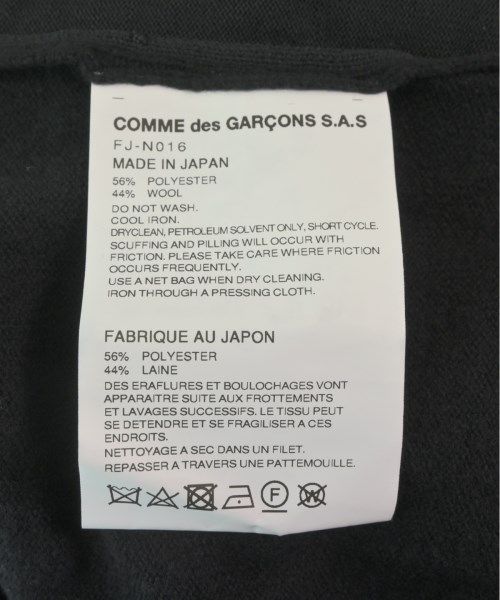 COMME des GARÇONS S.A.S
FJ-N016
MADE IN JAPAN
56% POLYESTER
44% WOOL
DO NOT WASH.
COOL IRON.
DRYCLEAN, PETROLEUM SOLVENT ONLY, SHORT CYCLE.
SCUFFING AND PILLING WILL OCCUR WITH
FRICTION. PLEASE TAKE CARE WHERE FRICTION
OCCURS FREQUENTLY.
USE A NET BAG WHEN DRY CLEANING.
IRON THROUGH A PRESSING CLOTH.
FABRIQUE AU JAPON
56% POLYESTER
44% LAINE
DES ERAFLURES ET BOULOCHAGES VONT
APPARAITRE SUITE AUX FROTTEMENTS
ET LAVAGES SUCCESSIFS. LE TISSU PEUT
SE DETENDRE ET SE FRAGILISER A CES
ENDROITS.
NETTOYAGE A SEC DANS UN FILET.
REPASSER A TRAVERS UNE PATTEMOUILLE.
F W